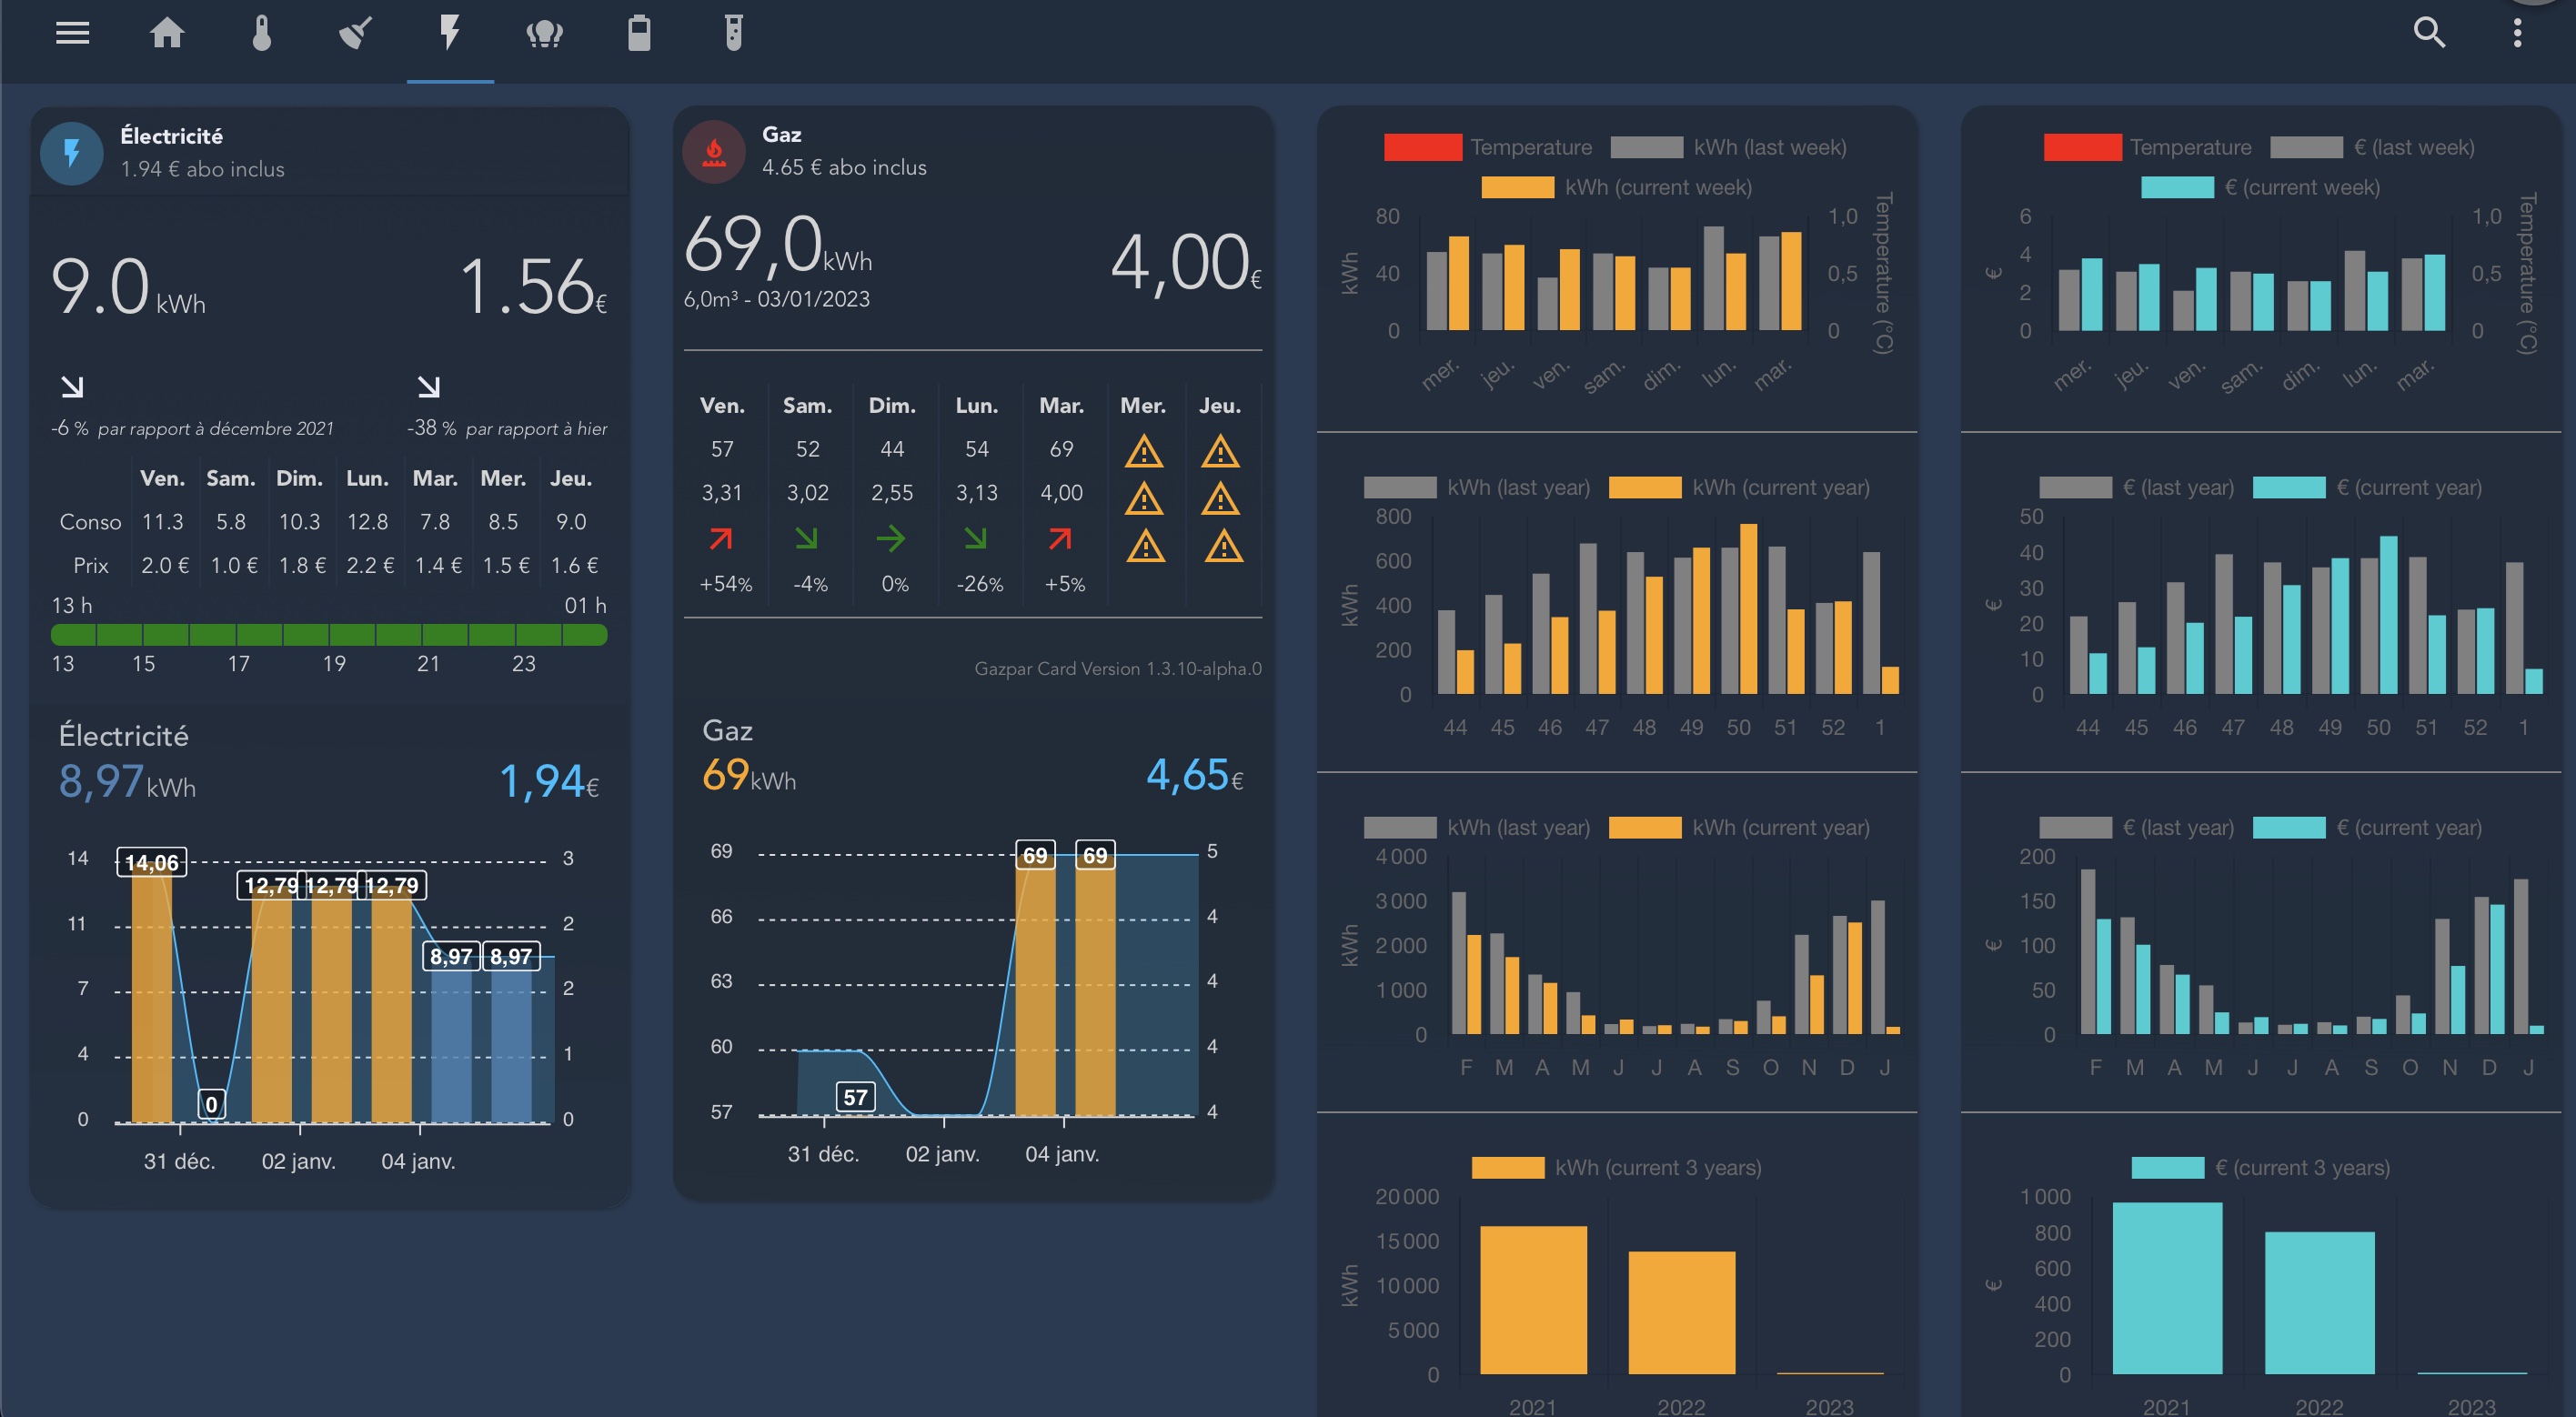 Électricité
1.94 € abo inclus
9.0 kWh 1.56€
-6 % par rapport à décembre 2021 -38 % par rapport à hier
Ven. Sam. Dim. Lun. Mar. Mer. Jeu.
Conso 11.3 5.8 10.3 12.8 7.8 8.5 9.0
Prix 2.0 € 1.0 € 1.8 € 2.2 € 1.4 € 1.5 € 1.6 €
13 h 01 h
13 15 17 19 21 23
Électricité
8,97kWh 1,94€
14 3
11 2
7 2
4 1
0 0
14,06 0 12,79 12,79 12,79 8,97 8,97
31 déc. 02 janv. 04 janv.
Gaz
4.65 € abo inclus
69,0kWh 4,00€
6,0m³ - 03/01/2023
Ven. Sam. Dim. Lun. Mar. Mer. Jeu.
57 52 44 54 69
3,31 3,02 2,55 3,13 4,00
+54% -4% 0% -26% +5%
Gazpar Card Version 1.3.10-alpha.0
Gaz
69kWh 4,65€
69 5
66 4
63 4
60 4
57 4
57 69 69
31 déc. 02 janv. 04 janv.
Temperature kWh (last week)
kWh (current week)
kWh
80 1,0
40 0,5
0 0
Temperature (°C)
mer. jeu. ven. sam. dim. lun. mar.
kWh (last year) kWh (current year)
kWh
800
600
400
200
0
44 45 46 47 48 49 50 51 52 1
kWh (last year) kWh (current year)
kWh
4 000
3 000
2 000
1 000
0
F M A M J J A S O N D J
kWh (current 3 years)
kWh
20 000
15 000
10 000
5 000
0
2021 2022 2023
Temperature € (last week)
€ (current week)
€
6 1,0
4
2 0,5
0 0
Temperature (°C)
mer. jeu. ven. sam. dim. lun. mar.
€ (last year) € (current year)
€
50
40
30
20
10
0
44 45 46 47 48 49 50 51 52 1
€ (last year) € (current year)
€
200
150
100
50
0
F M A M J J A S O N D J
€ (current 3 years)
€
1 000
800
600
400
200
0
2021 2022 2023